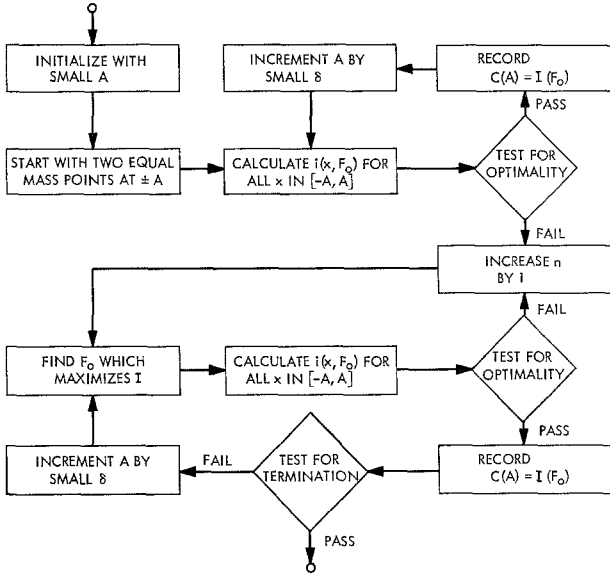 INITIALIZE WITH
SMALL A
INCREMENT A BY
SMALL δ
RECORD
C(A) = I (F₀)
PASS
START WITH TWO EQUAL
MASS POINTS AT ± A
CALCULATE i(x, F₀) FOR
ALL x IN [-A, A]
TEST FOR
OPTIMALITY
FAIL
INCREASE n
BY 1
FAIL
FIND F₀ WHICH
MAXIMIZES I
CALCULATE i(x, F₀) FOR
ALL x IN [-A, A]
TEST FOR
OPTIMALITY
PASS
INCREMENT A BY
SMALL δ
FAIL
TEST FOR
TERMINATION
RECORD
C(A) = I (F₀)
PASS